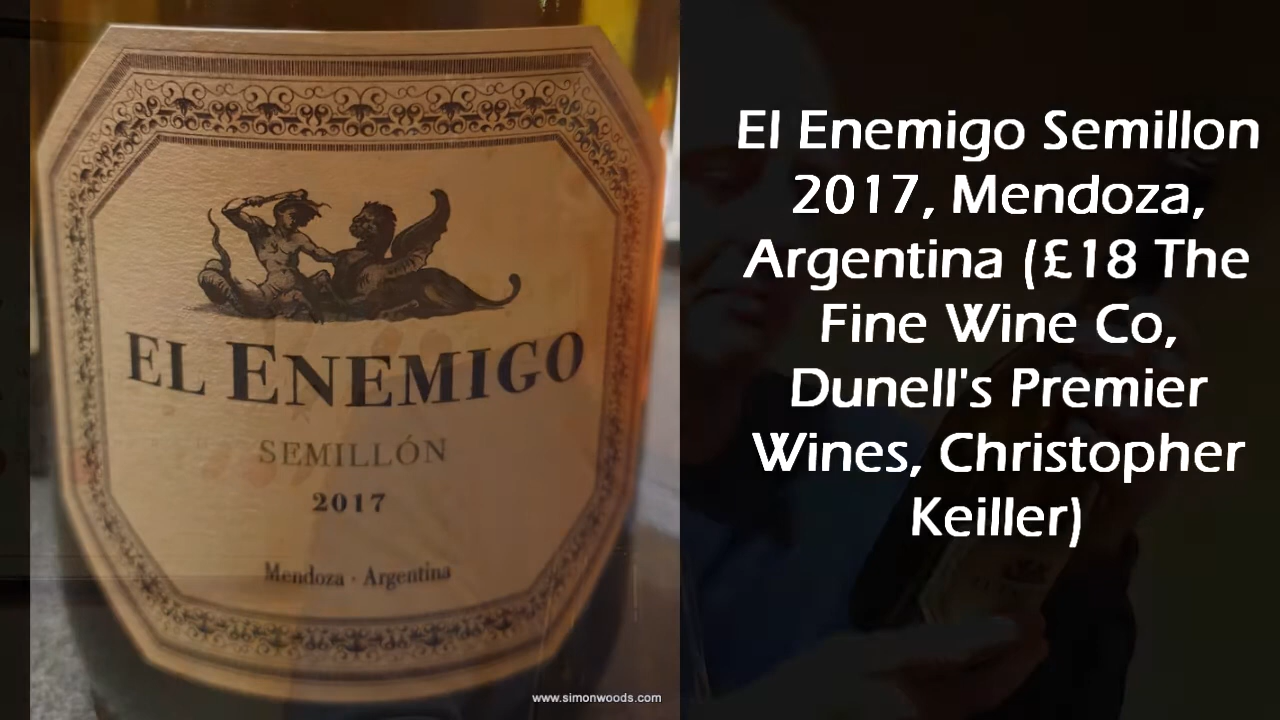 EL ENEMIGO
SEMILLÓN
2017
Mendoza · Argentina
www.simonwoods.com
El Enemigo Semillon
2017, Mendoza,
Argentina (£18 The
Fine Wine Co,
Dunell's Premier
Wines, Christopher
Keiller)